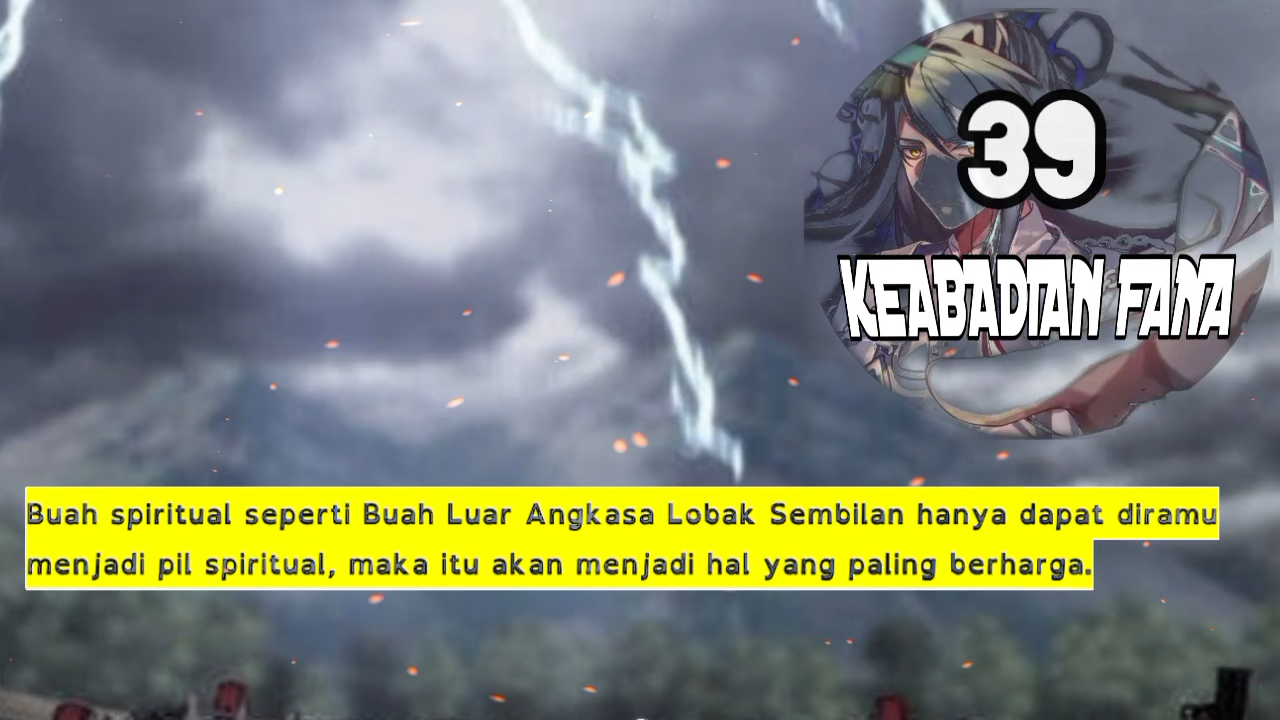 39
KEABADIAN FANA
Buah spiritual seperti Buah Luar Angkasa Lobak Sembilan hanya dapat diramu
menjadi pil spiritual, maka itu akan menjadi hal yang paling berharga.